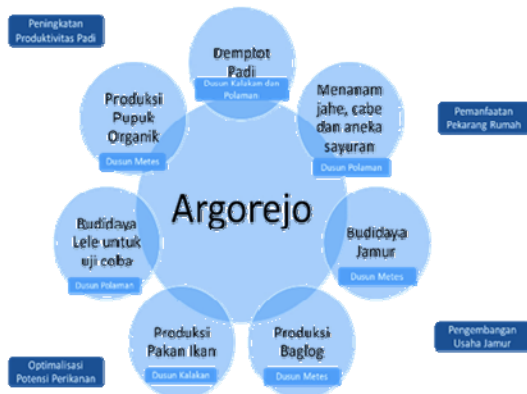 Peningkatan
Produktivitas Padi
Demplot
Padi
Dusun Kalakan dan
Polaman
Produksi
Pupuk
Organik
Dusun Metes
Menanam
jahe, cabe
dan aneka
sayuran
Dusun Polaman
Pemanfaatan
Pekarang Rumah
Argorejo
Budidaya
Lele untuk
uji coba
Dusun Polaman
Budidaya
Jamur
Dusun Metes
Produksi
Pakan Ikan
Dusun Kalakan
Produksi
Baglog
Dusun Metes
Pengembangan
Usaha Jamur
Optimalisasi
Potensi Perikanan